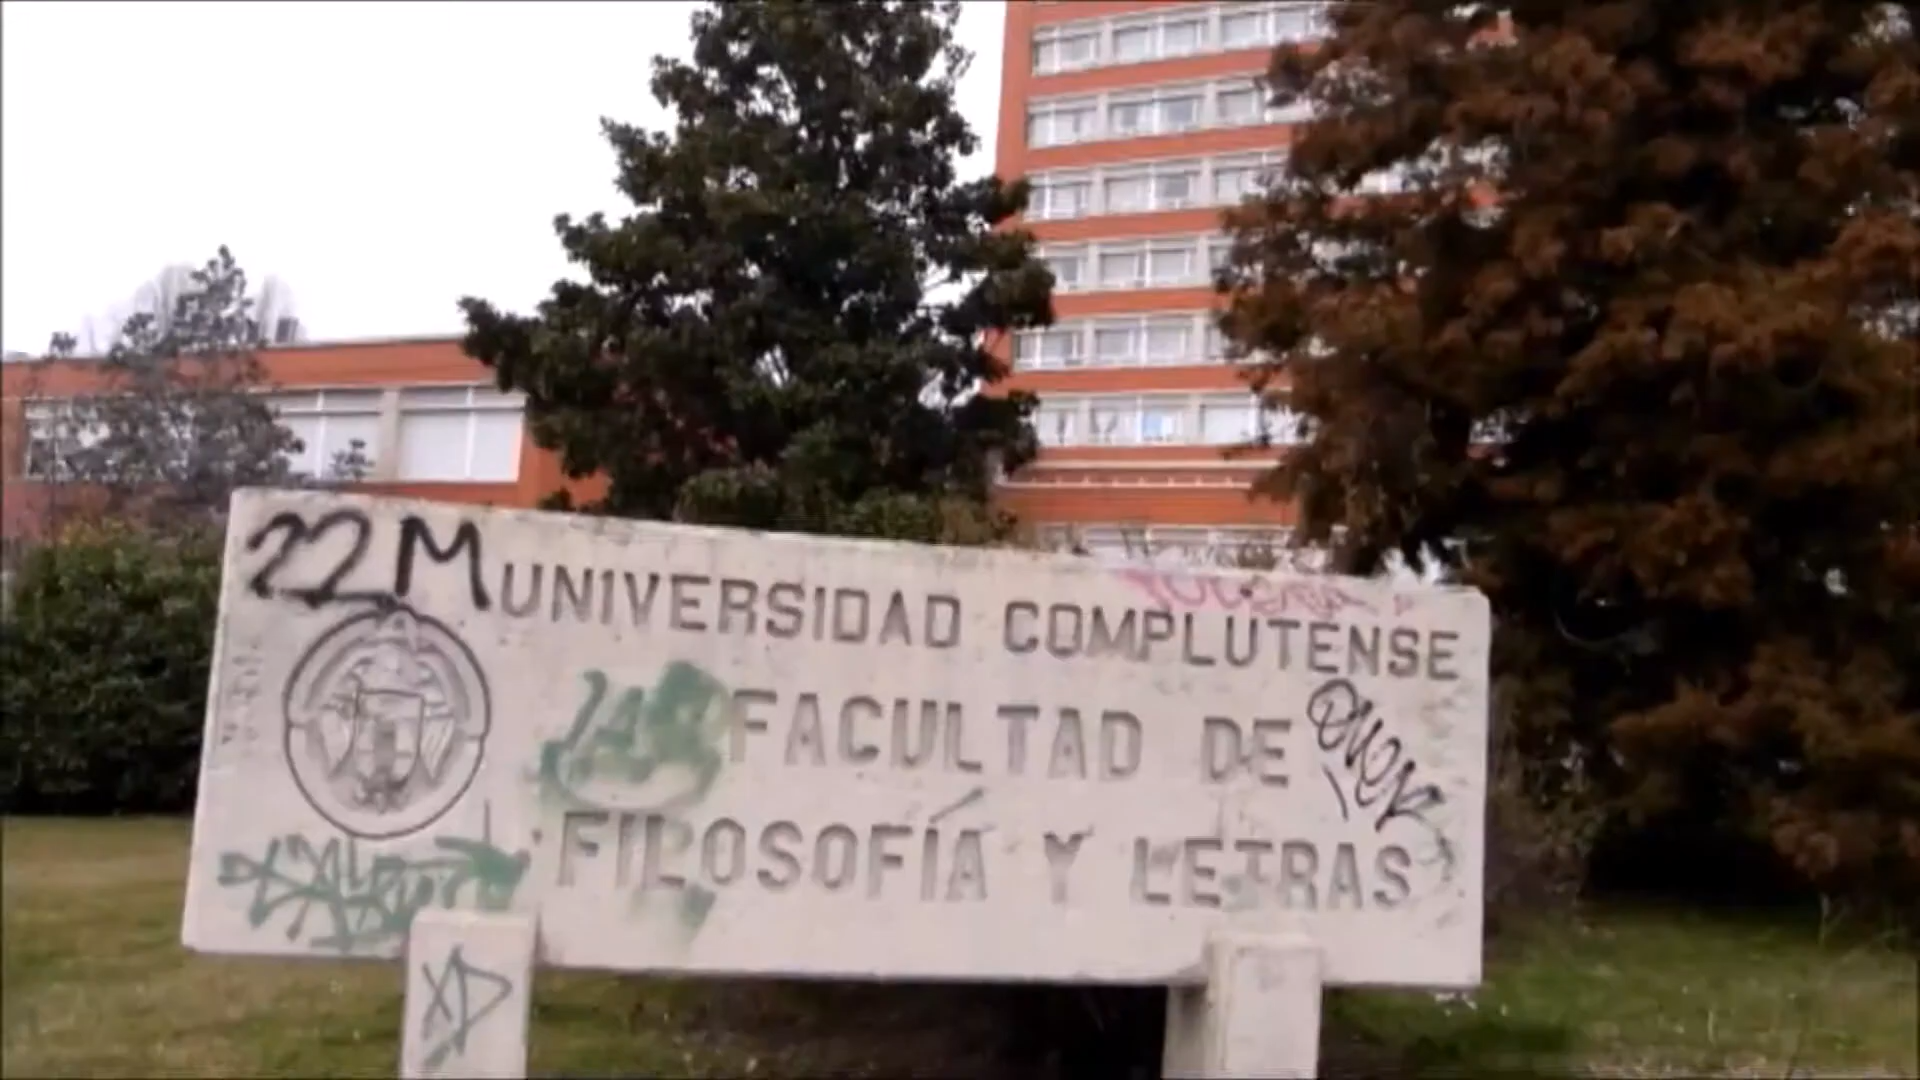 22M
UNIVERSIDAD COMPLUTENSE
FACULTAD DE
FILOSOFÍA Y LETRAS
XD